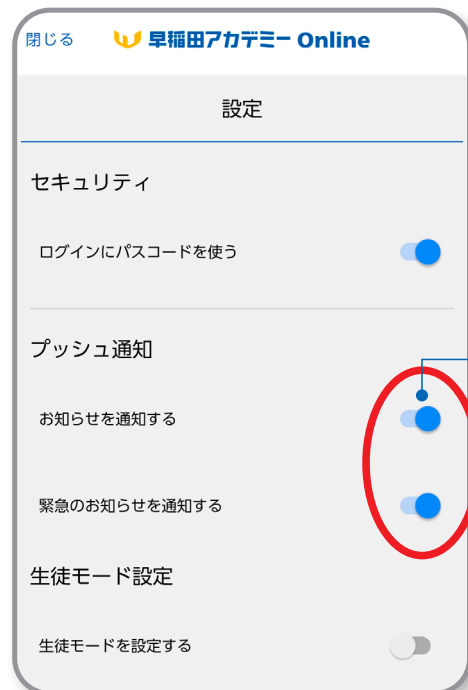 閉じる 早稲田アカデミー Online
設定
セキュリティ
ログインにパスコードを使う
プッシュ通知
お知らせを通知する
緊急のお知らせを通知する
生徒モード設定
生徒モードを設定する